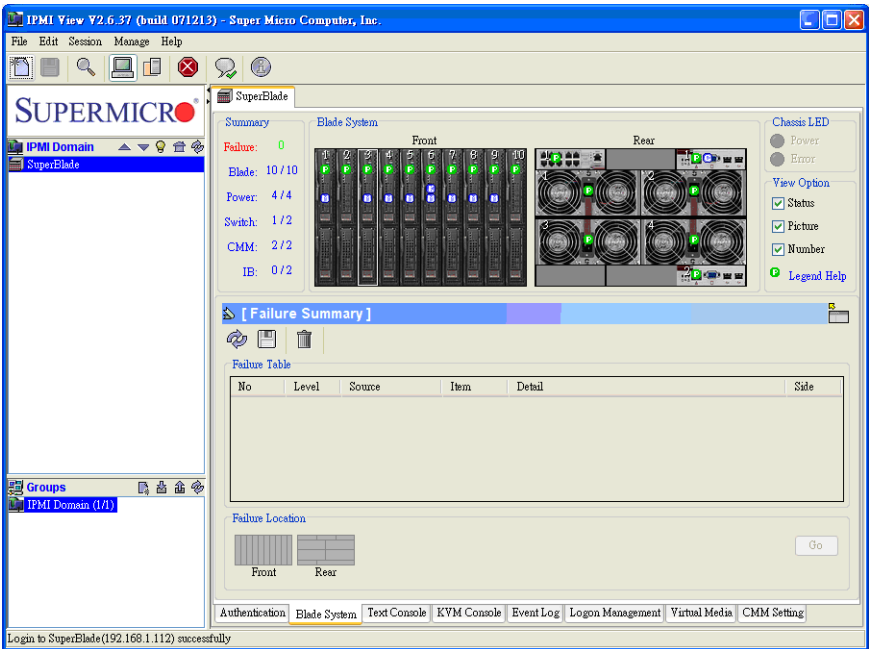 IPMI View V2.6.37 (build 071213) - Super Micro Computer, Inc.
File Edit Session Manage Help
SUPERMICRO
SuperBlade
IPMI Domain
SuperBlade
Groups
IPMI Domain (1/1)
Summary
Failure: 0
Blade: 10 / 10
Power: 4 / 4
Switch: 1 / 2
CMM: 2 / 2
IB: 0 / 2
Blade System
Front
1 2 3 4 5 6 7 8 9 10
Rear
1 2
3 4
Chassis LED
Power
Error
View Option
Status
Picture
Number
P Legend Help
[ Failure Summary ]
Failure Table
No Level Source Item Detail Side
Failure Location
Front Rear
Go
Authentication Blade System Text Console KVM Console Event Log Logon Management Virtual Media CMM Setting
Login to SuperBlade(192.168.1.112) successfully